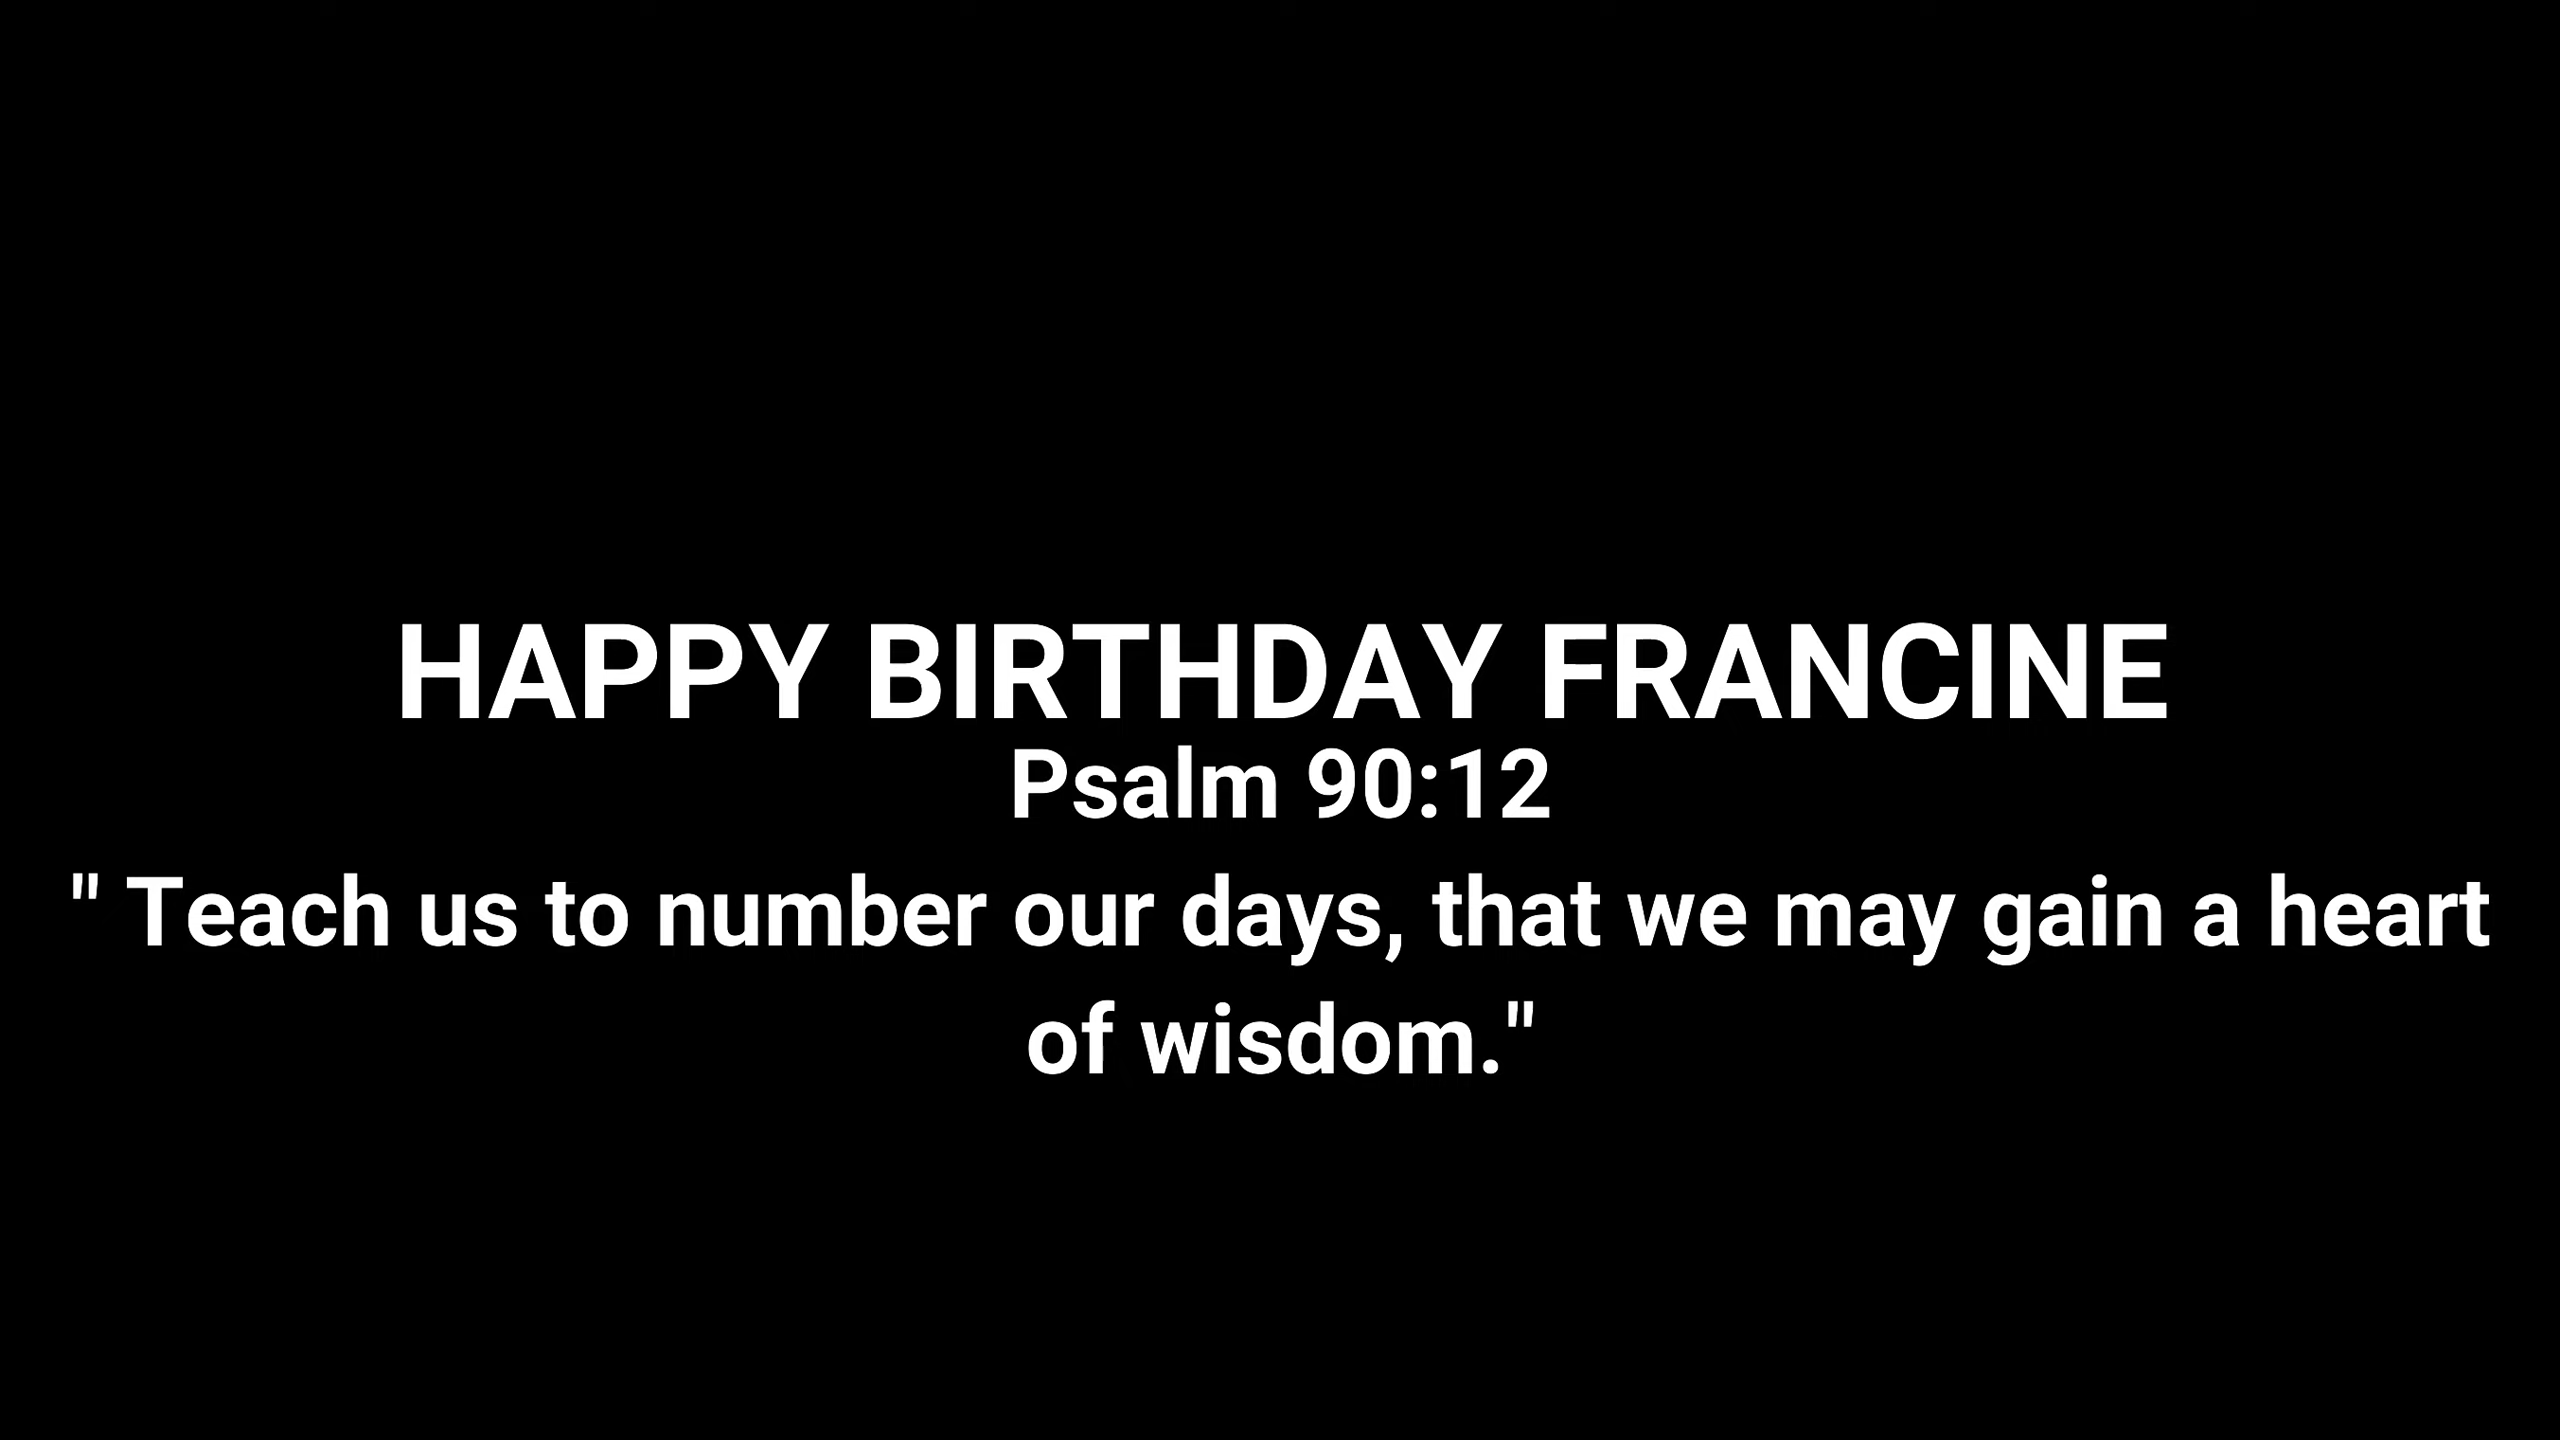 HAPPY BIRTHDAY FRANCINE
Psalm 90:12
" Teach us to number our days, that we may gain a heart
of wisdom."